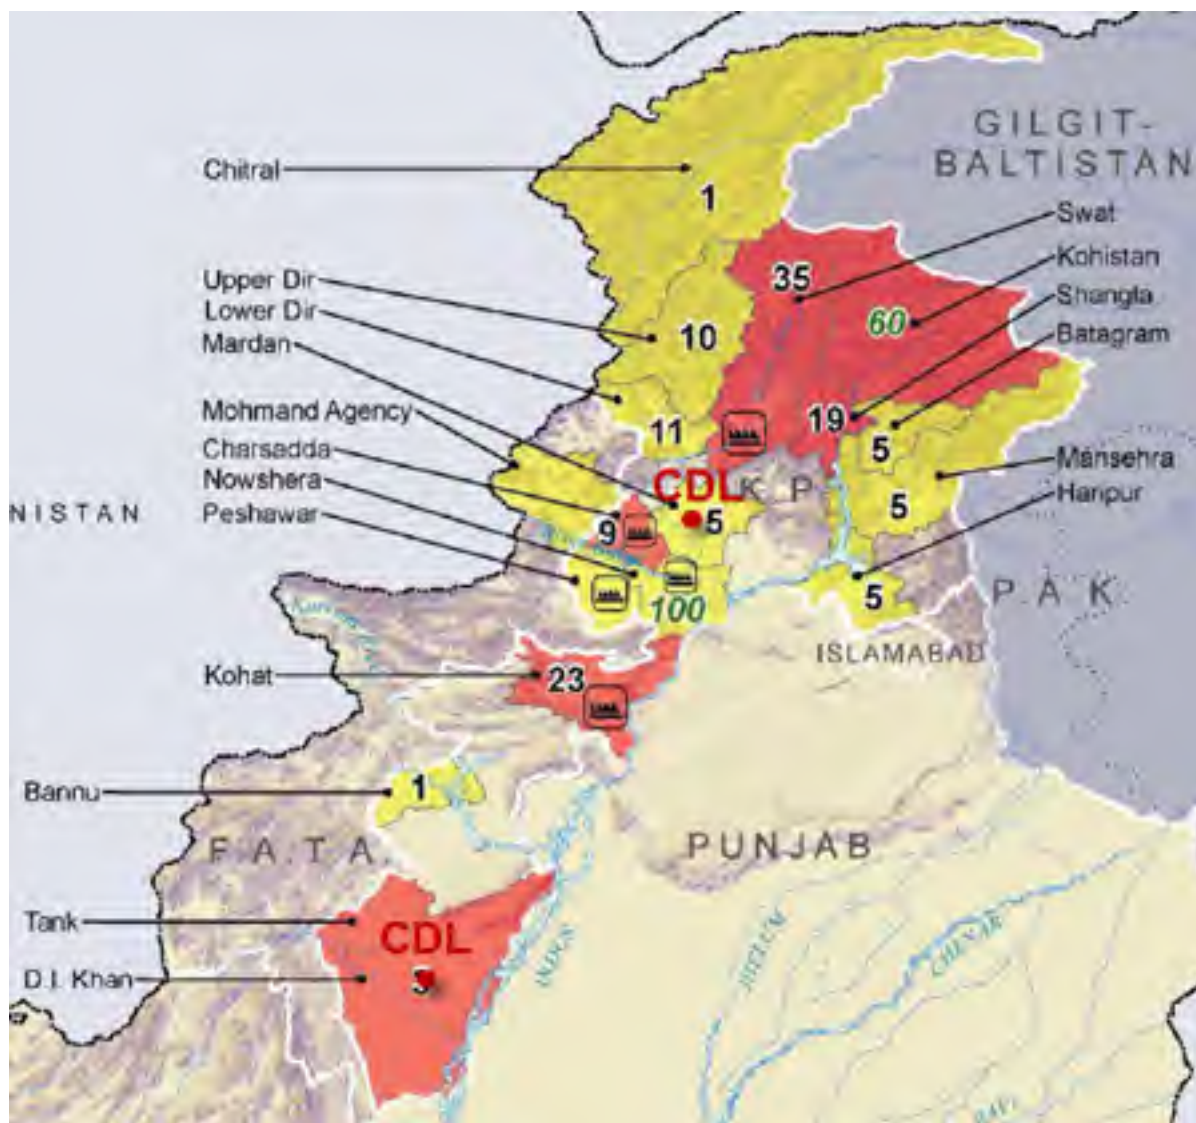 GILGIT-
BALTISTAN
Chitral
1
Swat
35
Kohistan
Upper Dir
60
Shangla
Lower Dir
Batagram
Mardan
10
Mohmand Agency
19
11
Charsadda
5
Mansehra
Nowshera
CDL
K P
Haripur
Peshawar
NISTAN
9
5
5
PAK
100
5
ISLAMABAD
Kohat
23
Bannu
1
F.A.T.A.
PUNJAB
Tank
CDL
INDUS
D.I. Khan
3